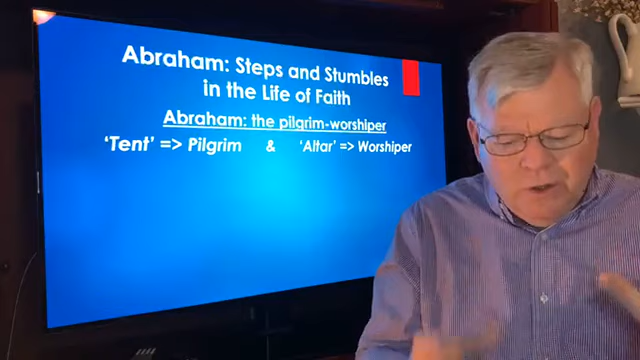 Abraham: Steps and Stumbles
in the Life of Faith
Abraham: the pilgrim-worshiper
‘Tent’ => Pilgrim & ‘Altar’ => Worshiper